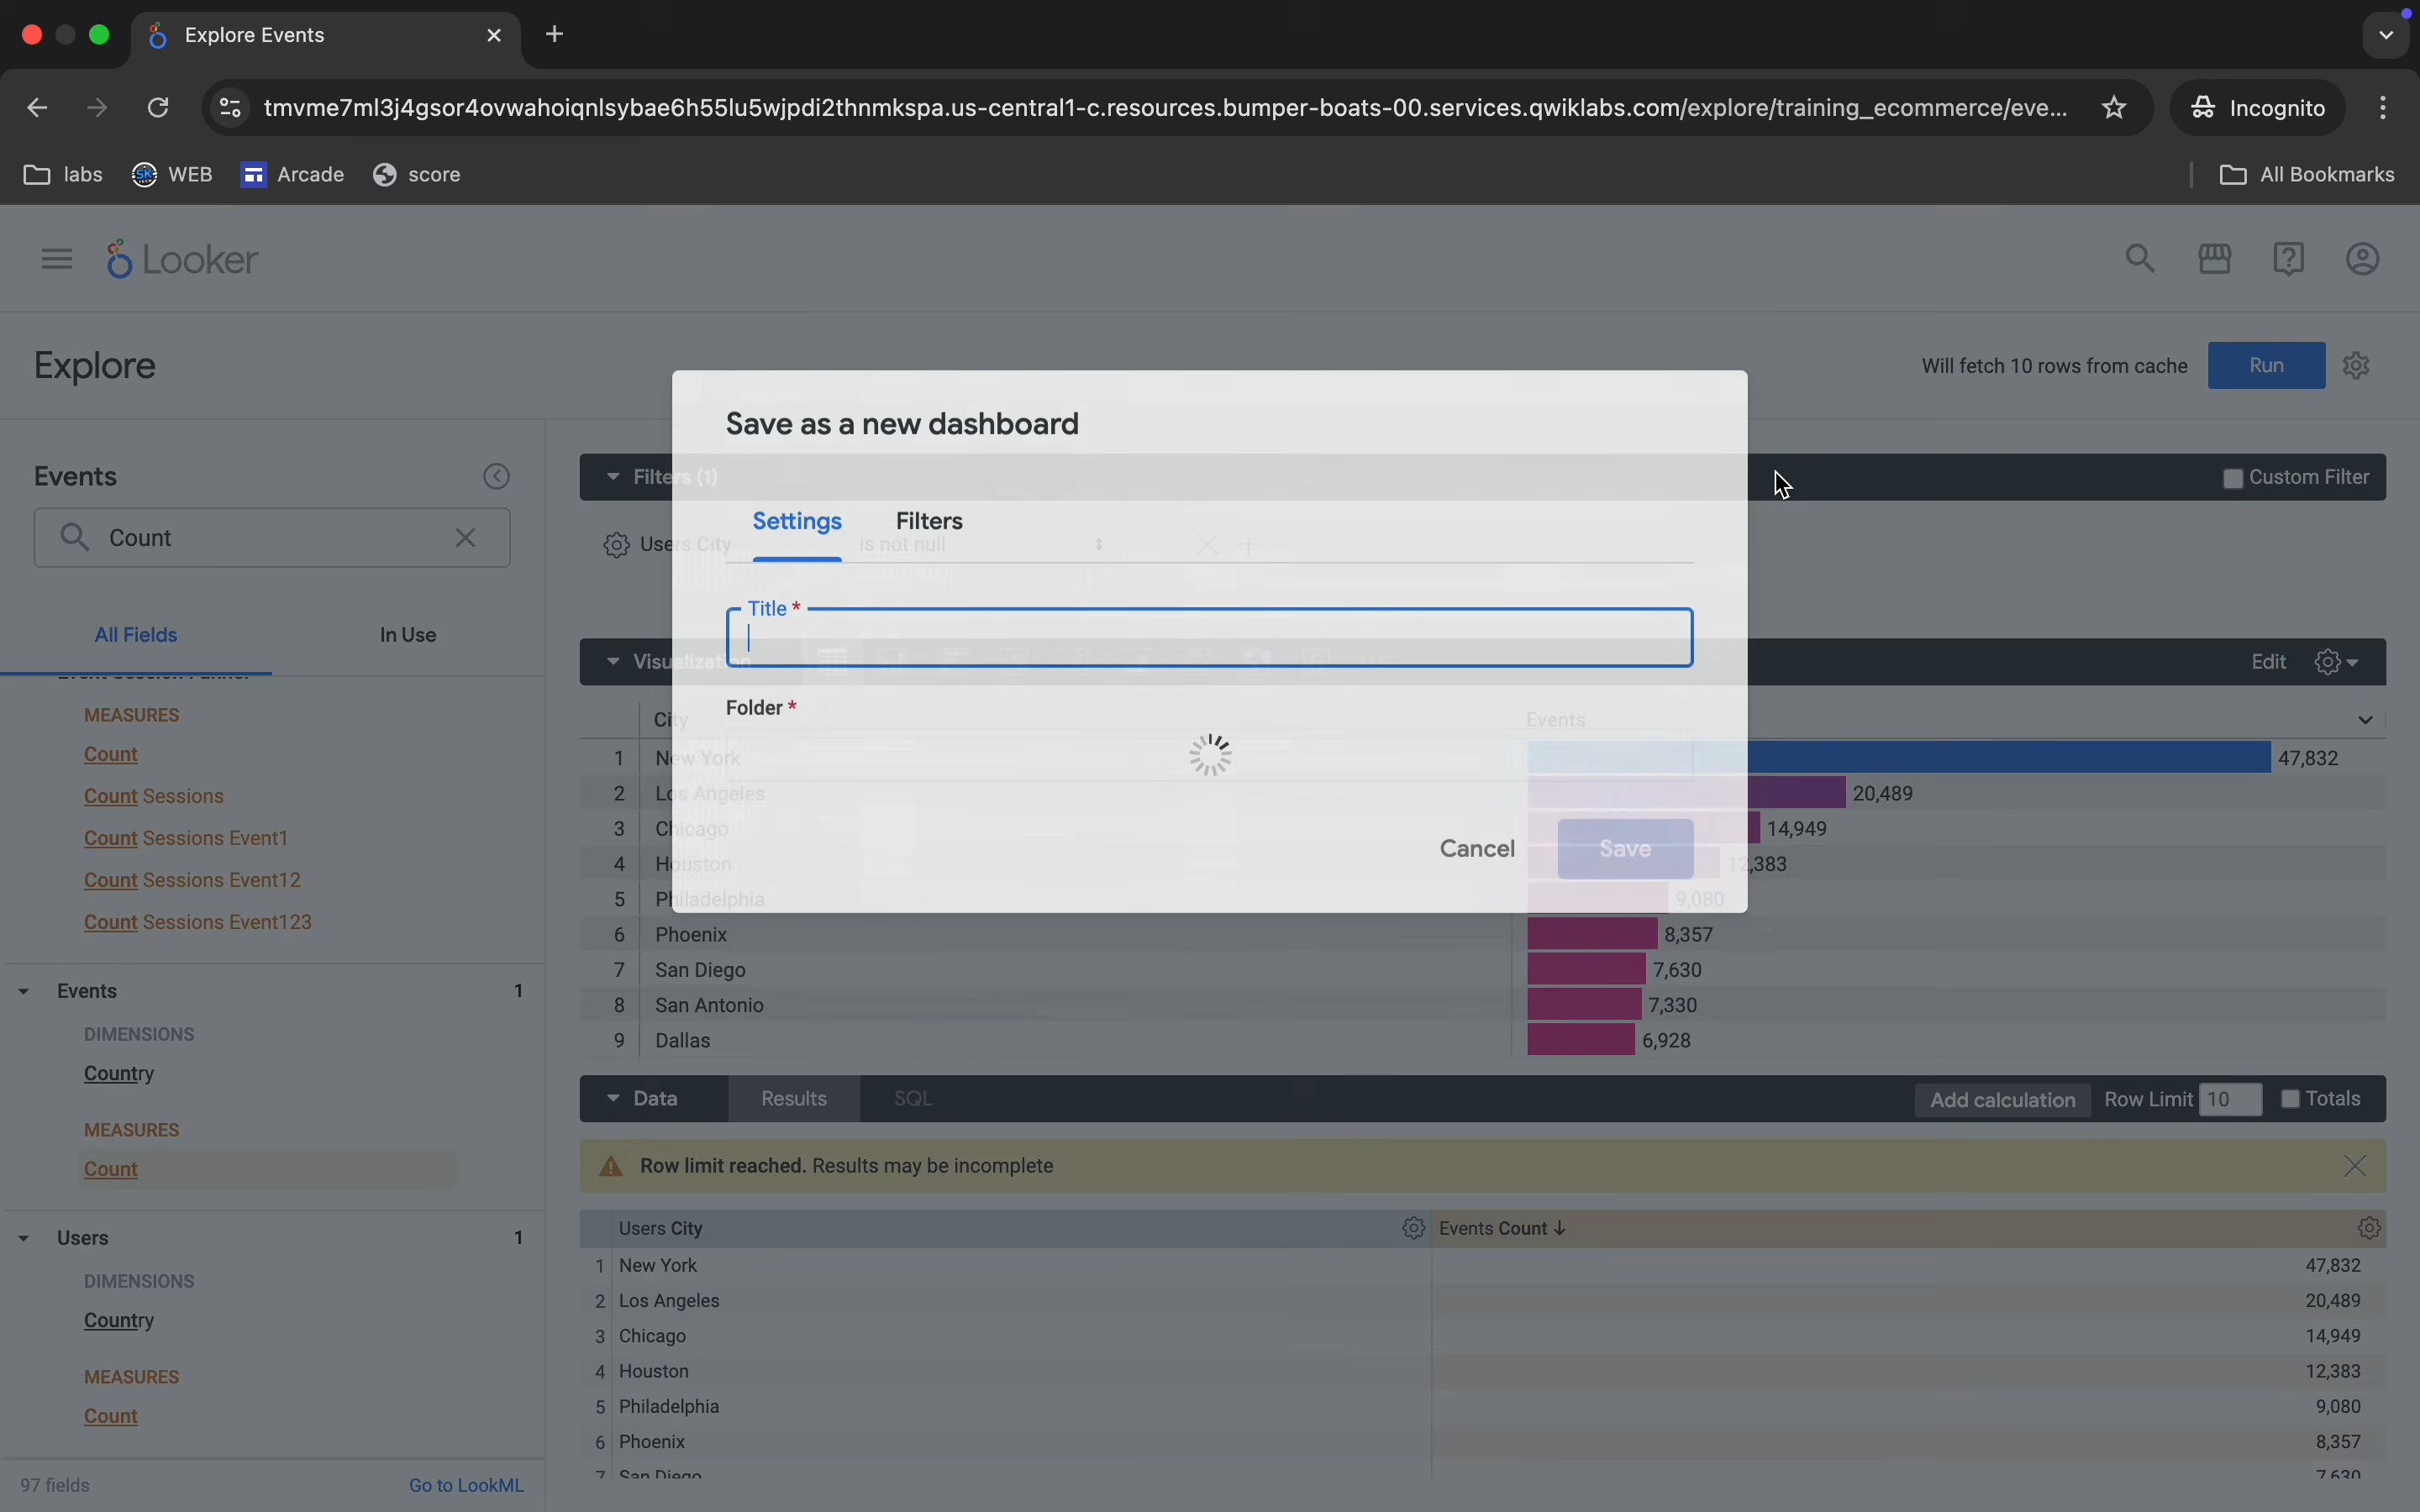 Explore Events
tmvme7ml3j4gsor4ovwahoiqnlsybae6h55lu5wjpdi2thnmkspa.us-central1-c.resources.bumper-boats-00.services.qwiklabs.com/explore/training_ecommerce/eve...
Incognito
labs
WEB
Arcade
score
All Bookmarks
Looker
Explore
Will fetch 10 rows from cache
Run
Save as a new dashboard
Events
Filters (1)
Custom Filter
Settings
Filters
Count
Users City
is not null
Title *
All Fields
In Use
Visualization
Edit
Folder *
Event Session Funnel
MEASURES
Count
Count Sessions
Count Sessions Event1
Count Sessions Event12
Count Sessions Event123
City
Events
1 New York 47,832
2 Los Angeles 20,489
3 Chicago 14,949
4 Houston 12,383
5 Philadelphia 9,080
6 Phoenix 8,357
7 San Diego 7,630
8 San Antonio 7,330
9 Dallas 6,928
Cancel
Save
Events 1
DIMENSIONS
Country
MEASURES
Count
Data
Results
SQL
Add calculation
Row Limit 10
Totals
Row limit reached. Results may be incomplete
Users 1
DIMENSIONS
Country
MEASURES
Count
Users City
Events Count
1 New York 47,832
2 Los Angeles 20,489
3 Chicago 14,949
4 Houston 12,383
5 Philadelphia 9,080
6 Phoenix 8,357
7 San Diego 7,630
97 fields
Go to LookML